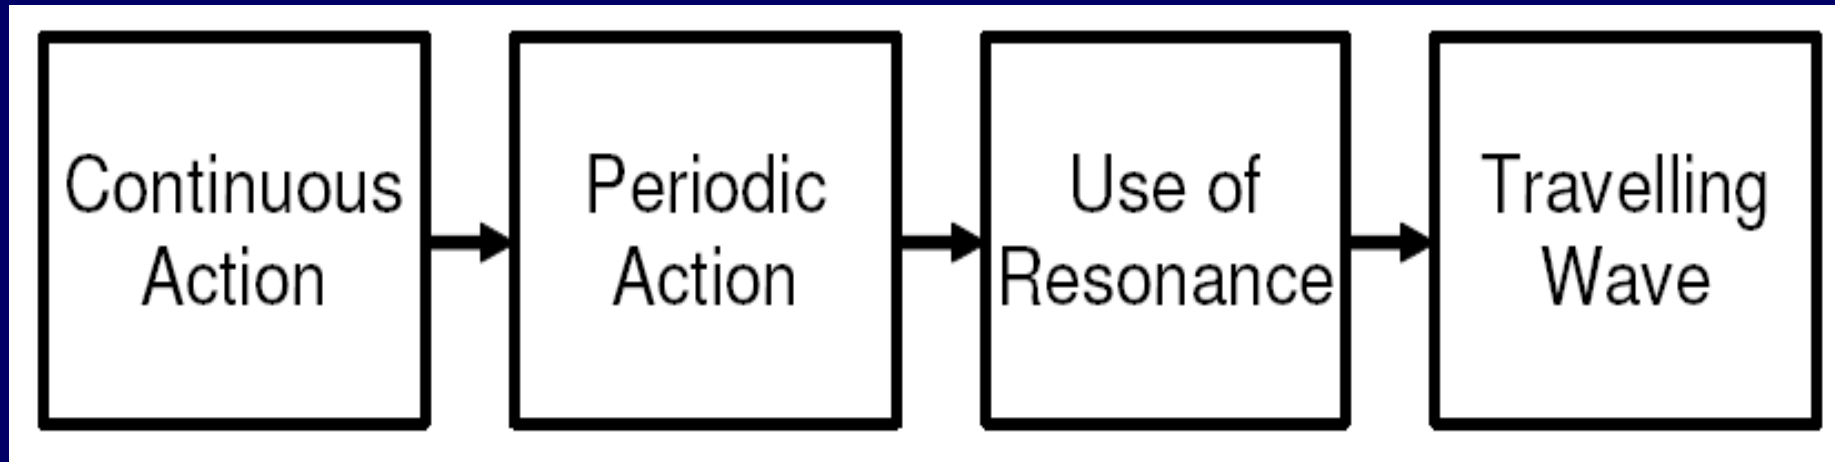 Continuous
Action
Periodic
Action
Use of
Resonance
Travelling
Wave